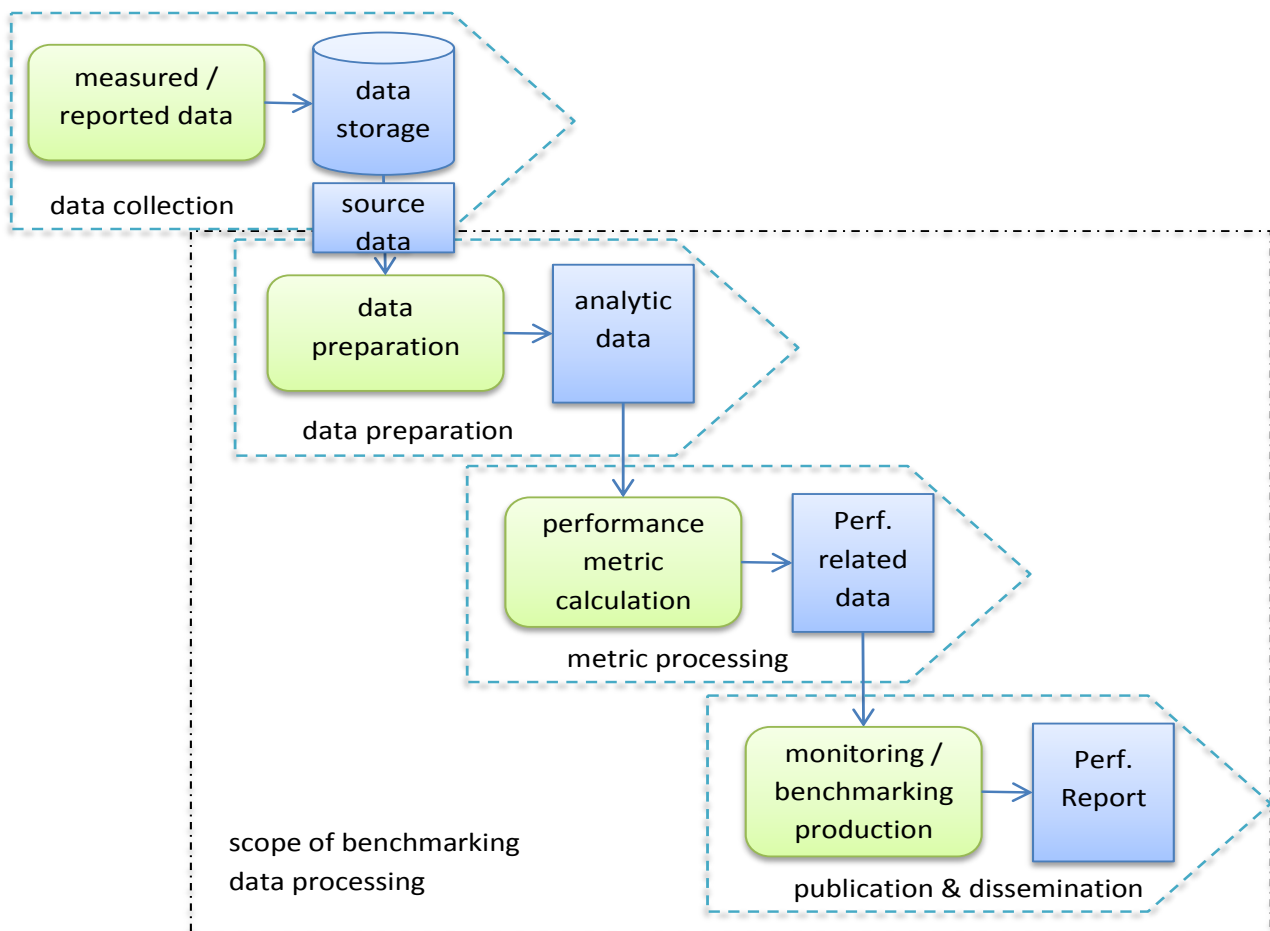 measured /
reported data
data
storage
data collection
source
data
data
preparation
analytic
data
data preparation
performance
metric
calculation
Perf.
related
data
metric processing
monitoring /
benchmarking
production
Perf.
Report
publication & dissemination
scope of benchmarking
data processing